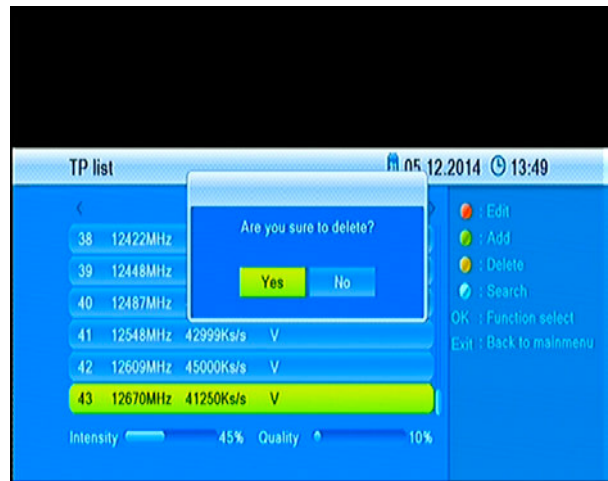 TP list 05.12.2014 13:49
Are you sure to delete?
Yes No
38 12422MHz
39 12448MHz
40 12487MHz
41 12548MHz 42999Ks/s V
42 12609MHz 45000Ks/s V
43 12670MHz 41250Ks/s V
Intensity 45% Quality 10%
: Edit
: Add
: Delete
: Search
OK : Function select
Exit : Back to mainmenu